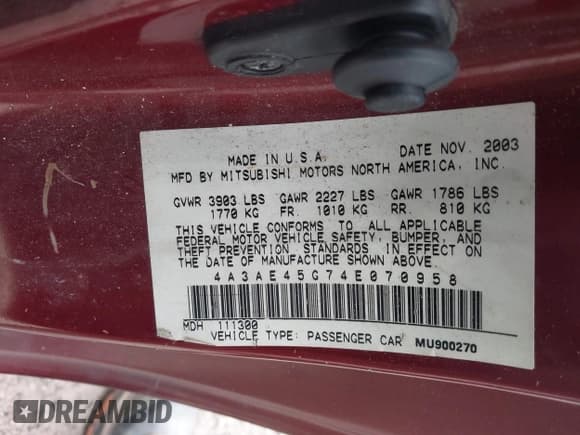 MADE IN U.S.A. DATE NOV. 2003
MFD BY MITSUBISHI MOTORS NORTH AMERICA, INC.
GVWR 3903 LBS GAWR 2227 LBS GAWR 1786 LBS
1770 KG FR. 1010 KG RR. 810 KG
THIS VEHICLE CONFORMS TO ALL APPLICABLE
FEDERAL MOTOR VEHICLE SAFETY, BUMPER, AND
THEFT PREVENTION STANDARDS IN EFFECT ON
THE DATE OF MANUFACTURE SHOWN ABOVE.
4A3AE45G74E070958
MDH 111300
VEHICLE TYPE: PASSENGER CAR MU900270
DREAMBID